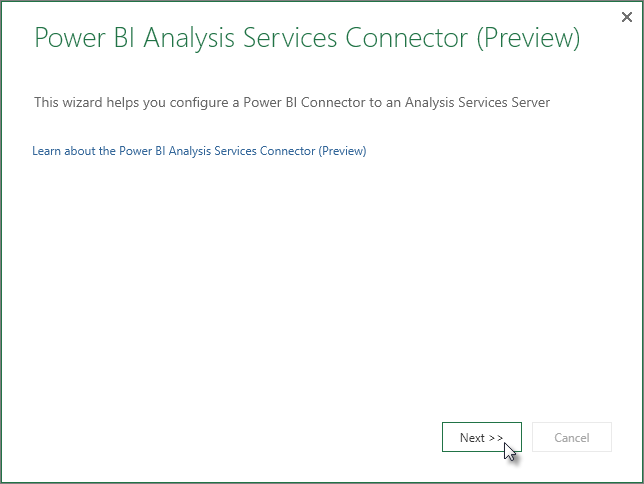 Power BI Analysis Services Connector (Preview)
This wizard helps you configure a Power BI Connector to an Analysis Services Server
Learn about the Power BI Analysis Services Connector (Preview)
Next >>
Cancel